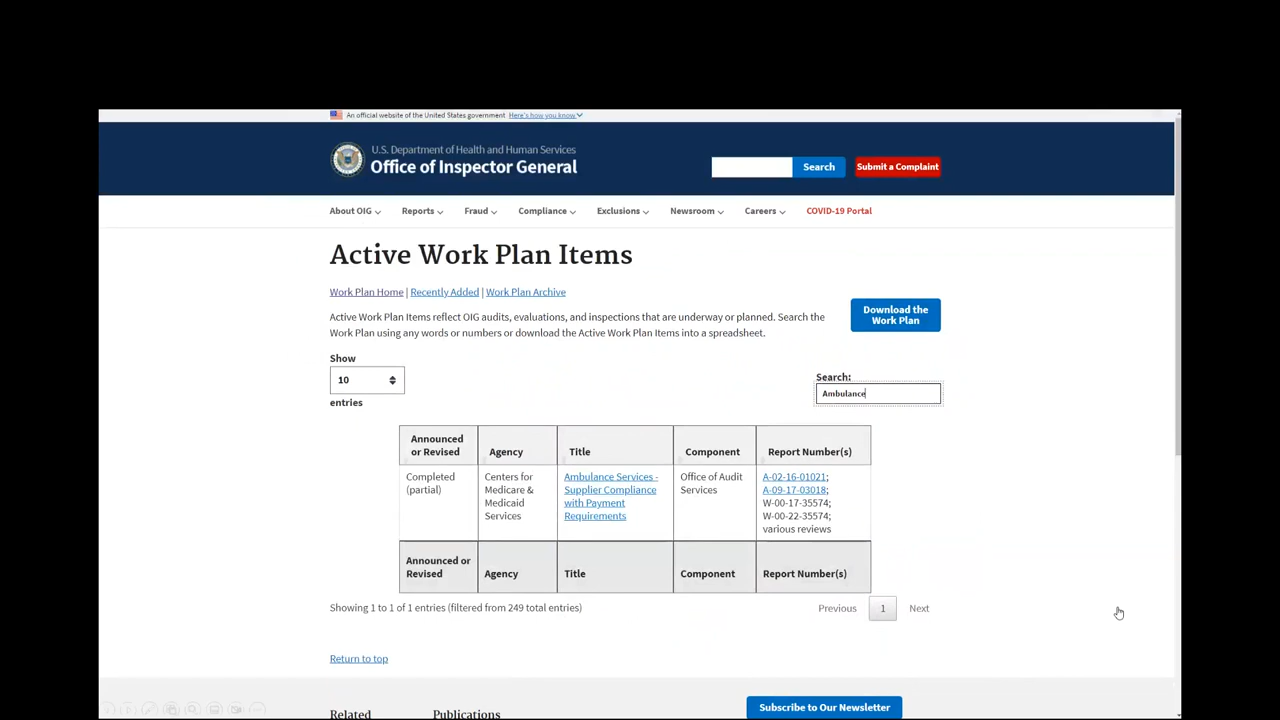 An official website of the United States government Here's how you know
U.S. Department of Health and Human Services
Office of Inspector General
Search
Submit a Complaint
About OIG Reports Fraud Compliance Exclusions Newsroom Careers COVID-19 Portal
Active Work Plan Items
Work Plan Home | Recently Added | Work Plan Archive
Active Work Plan Items reflect OIG audits, evaluations, and inspections that are underway or planned. Search the
Work Plan using any words or numbers or download the Active Work Plan Items into a spreadsheet.
Download the
Work Plan
Show
10
entries
Search:
Ambulance
Announced
or Revised
Agency
Title
Component
Report Number(s)
Completed
(partial)
Centers for
Medicare &
Medicaid
Services
Ambulance Services -
Supplier Compliance
with Payment
Requirements
Office of Audit
Services
A-02-16-01021;
A-09-17-03018;
W-00-17-35574;
W-00-22-35574;
various reviews
Announced or
Revised
Agency
Title
Component
Report Number(s)
Showing 1 to 1 of 1 entries (filtered from 249 total entries)
Previous 1 Next
Return to top
Related
Publications
Subscribe to Our Newsletter